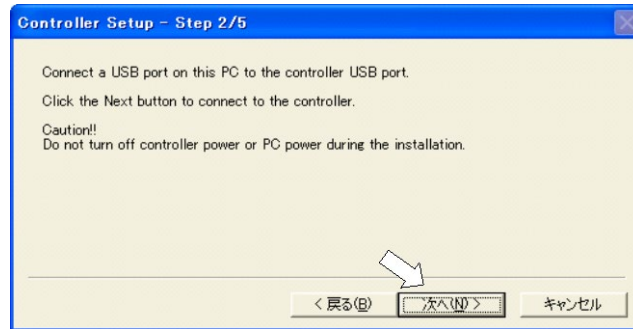 Controller Setup - Step 2/5
Connect a USB port on this PC to the controller USB port.
Click the Next button to connect to the controller.
Caution!!
Do not turn off controller power or PC power during the installation.
< 戻る(B)
次へ(N) >
キャンセル